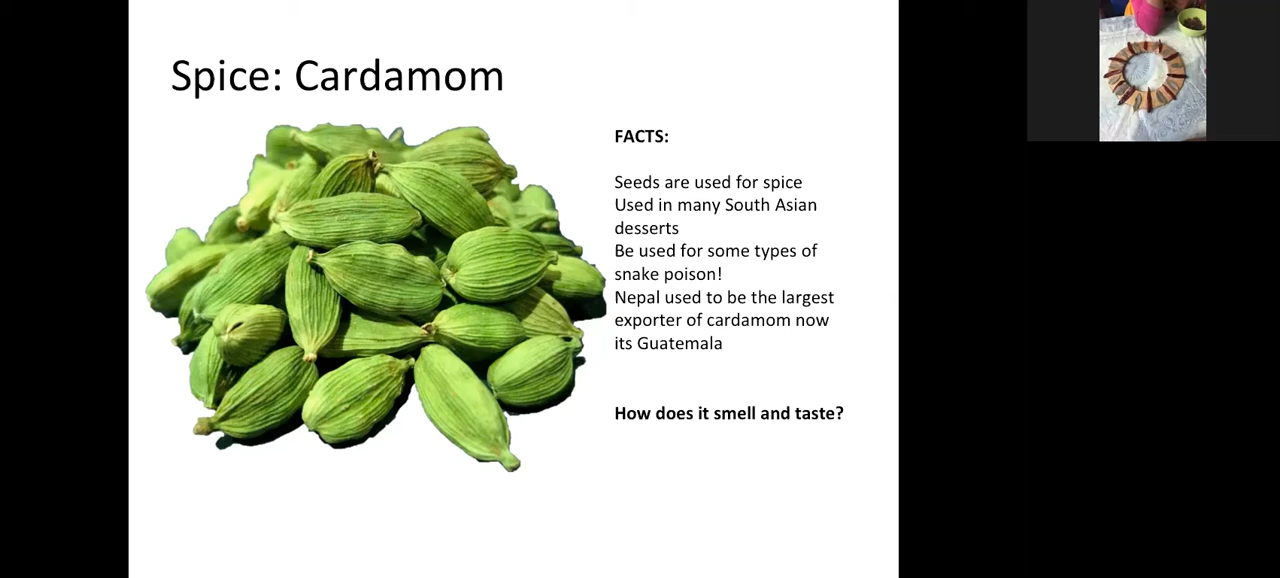 Spice: Cardamom
FACTS:
Seeds are used for spice
Used in many South Asian
desserts
Be used for some types of
snake poison!
Nepal used to be the largest
exporter of cardamom now
its Guatemala
How does it smell and taste?